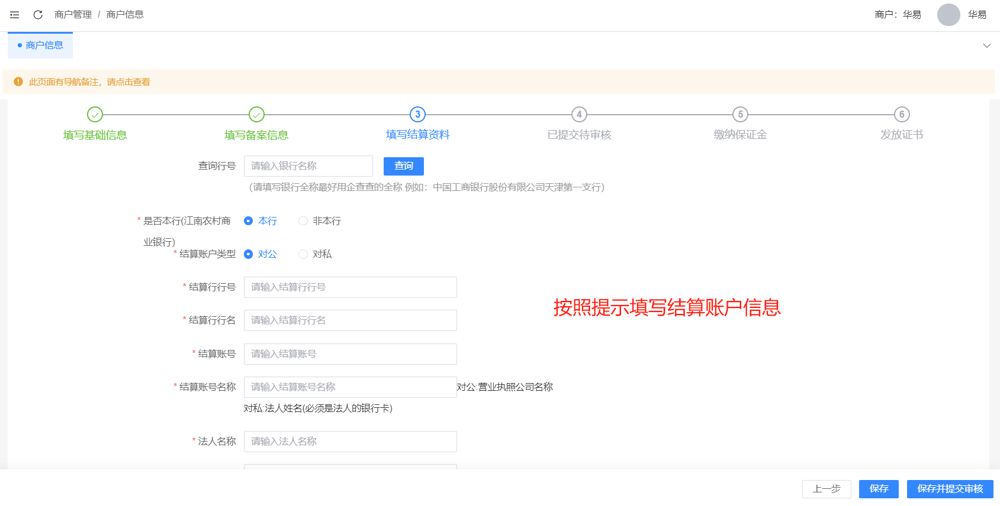 商户管理 / 商户信息
商户：华易 华易
商户信息
此页面有导航备注，请点击查看
3 4 5 6
填写基础信息 填写备案信息 填写结算资料 已提交待审核 缴纳保证金 发放证书
查询行号 请输入银行名称 查询
（请填写银行全称最好用企查查的全称 例如：中国工商银行股份有限公司天津第一支行）
* 是否本行(江南农村商 本行 非本行
业银行)
* 结算账户类型 对公 对私
* 结算行行号 请输入结算行行号
按照提示填写结算账户信息
* 结算行行名 请输入结算行行名
* 结算账号 请输入结算账号
* 结算账号名称 请输入结算账号名称 对公:营业执照公司名称
对私:法人姓名(必须是法人的银行卡)
* 法人名称 请输入法人名称
上一步 保存 保存并提交审核